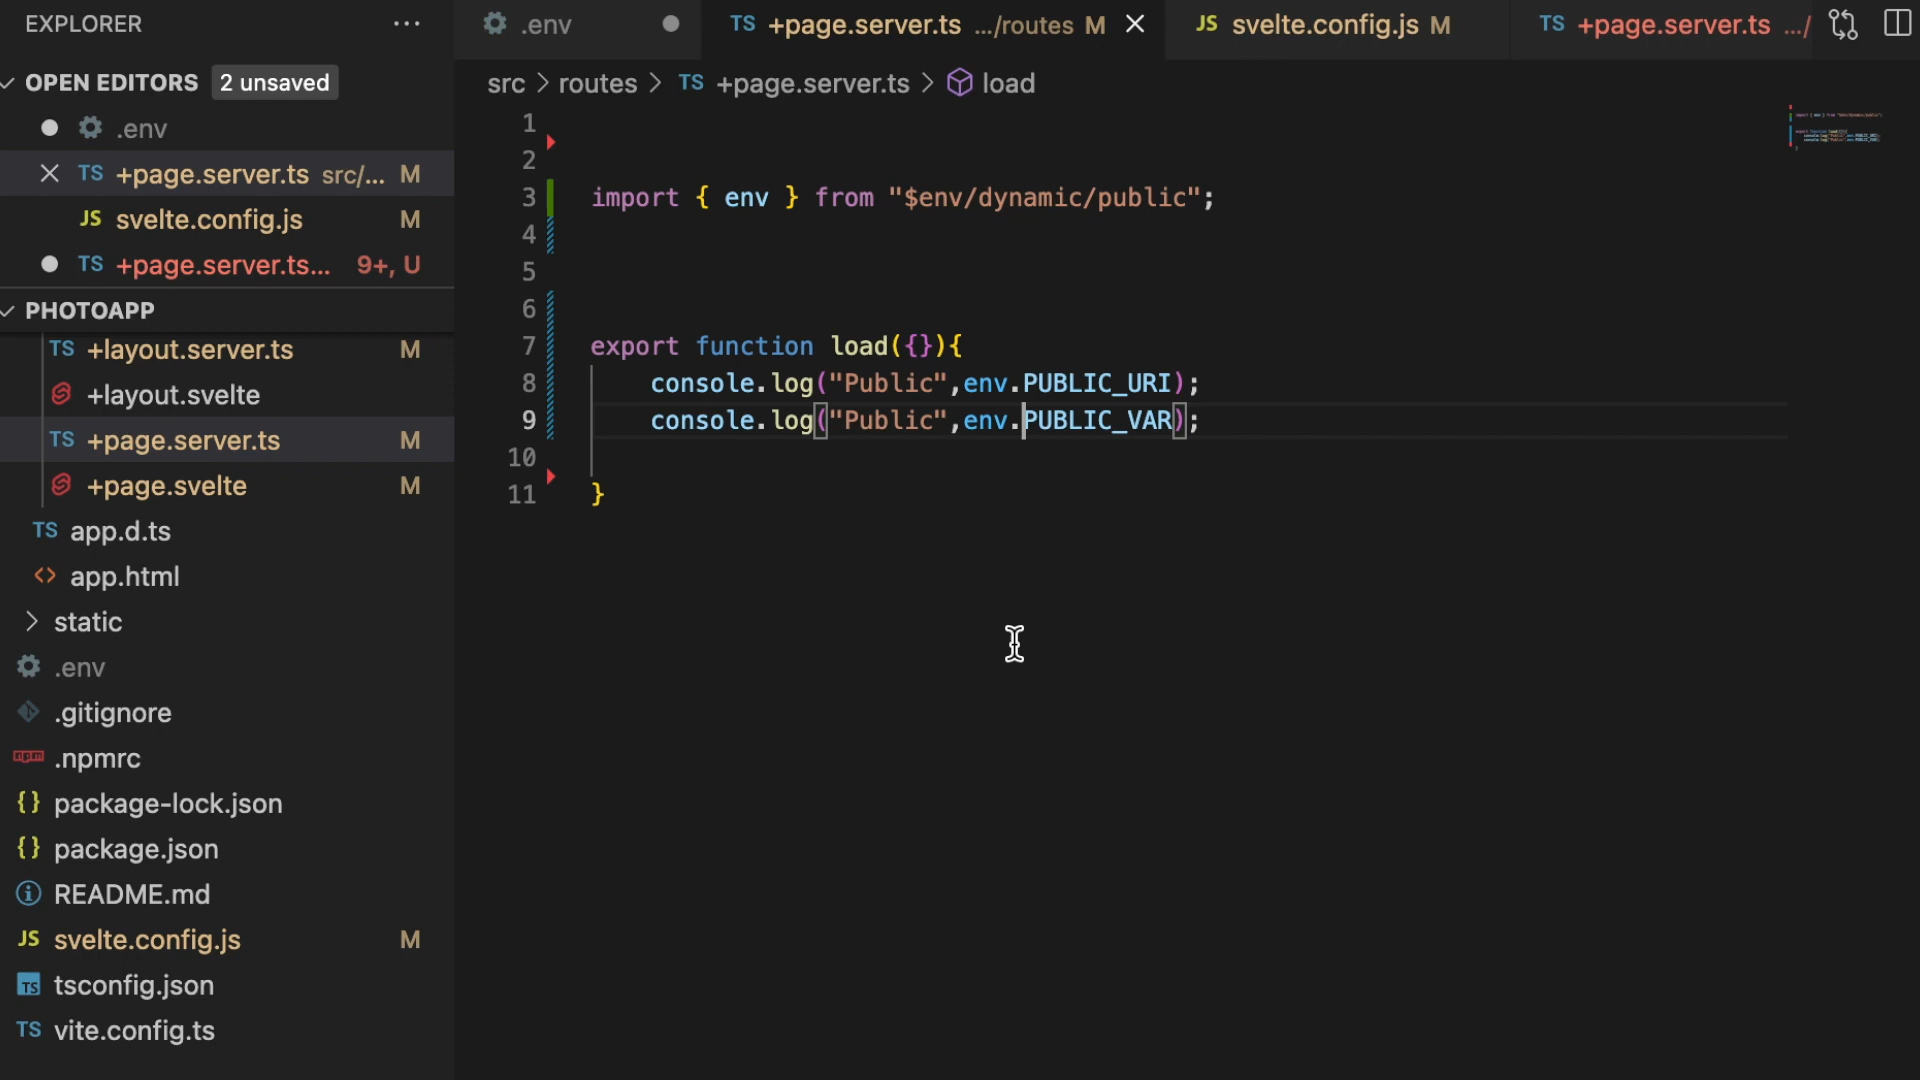 EXPLORER
OPEN EDITORS 2 unsaved
.env
TS +page.server.ts src/... M
JS svelte.config.js M
TS +page.server.ts... 9+, U
PHOTOAPP
TS +layout.server.ts M
+layout.svelte
TS +page.server.ts M
+page.svelte M
TS app.d.ts
<> app.html
static
.env
.gitignore
.npmrc
{} package-lock.json
{} package.json
README.md
JS svelte.config.js M
TS tsconfig.json
TS vite.config.ts
.env TS +page.server.ts .../routes M JS svelte.config.js M TS +page.server.ts .../
src > routes > TS +page.server.ts > load
1
2
3 import { env } from "$env/dynamic/public";
4
5
6
7 export function load({}){
8 console.log("Public",env.PUBLIC_URI);
9 console.log("Public",env.PUBLIC_VAR);
10
11 }